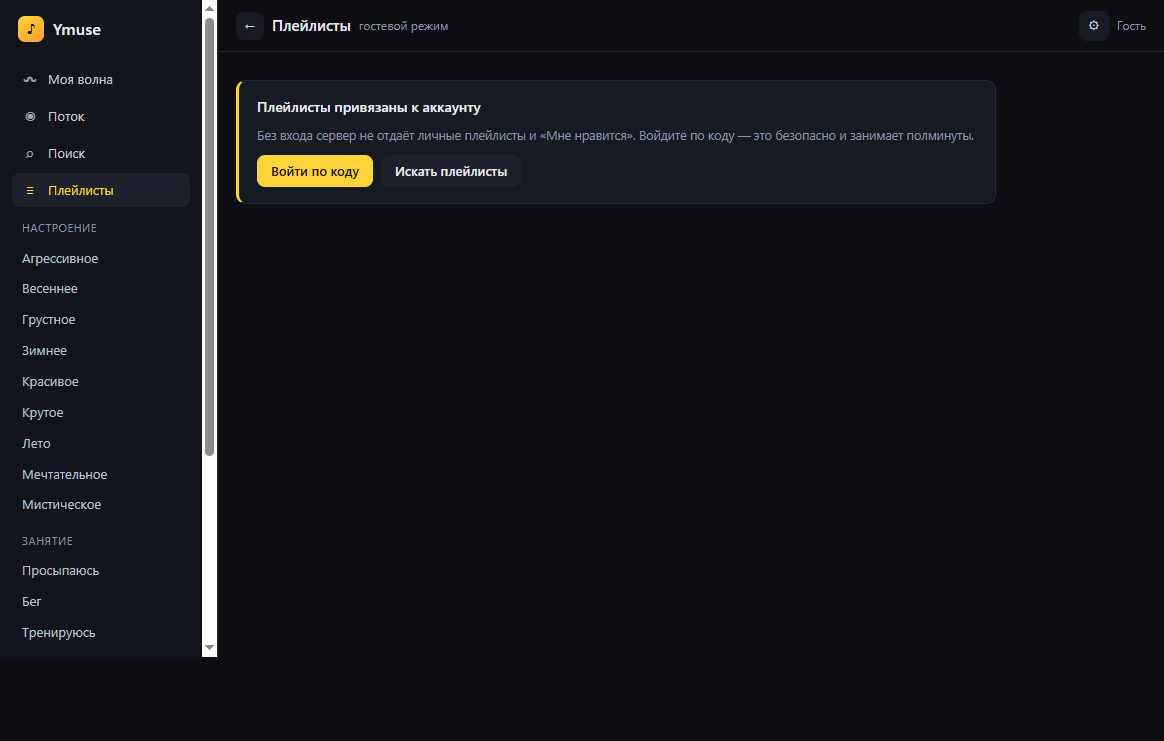 Ymuse
Моя волна
Поток
Поиск
Плейлисты
НАСТРОЕНИЕ
Агрессивное
Весеннее
Грустное
Зимнее
Красивое
Крутое
Лето
Мечтательное
Мистическое
ЗАНЯТИЕ
Просыпаюсь
Бег
Тренируюсь
← Плейлисты гостевой режим
Гость
Плейлисты привязаны к аккаунту
Без входа сервер не отдаёт личные плейлисты и «Мне нравится». Войдите по коду — это безопасно и занимает полминуты.
Войти по коду Искать плейлисты